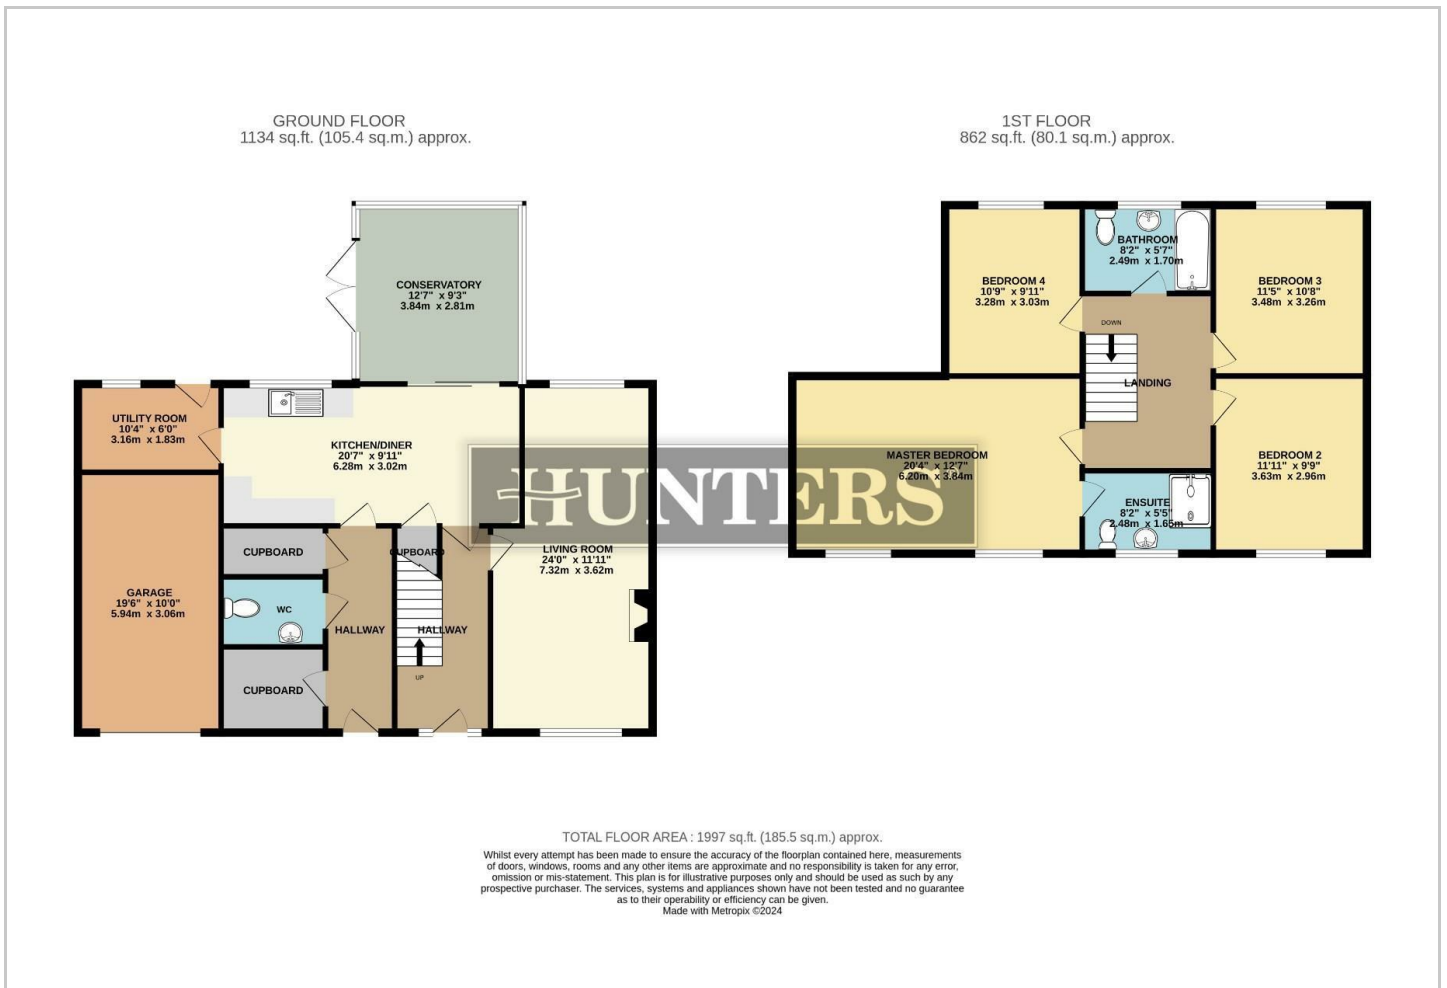 GROUND FLOOR
1134 sq.ft. (105.4 sq.m.) approx.
CONSERVATORY
12'7" x 9'3"
3.84m x 2.81m
UTILITY ROOM
10'4" x 6'0"
3.16m x 1.83m
KITCHEN/DINER
20'7" x 9'11"
6.28m x 3.02m
CUPBOARD
CUPBOARD
LIVING ROOM
24'0" x 11'11"
7.32m x 3.62m
GARAGE
19'6" x 10'0"
5.94m x 3.06m
WC
HALLWAY
HALLWAY
UP
CUPBOARD
1ST FLOOR
862 sq.ft. (80.1 sq.m.) approx.
BEDROOM 4
10'9" x 9'11"
3.28m x 3.03m
BATHROOM
8'2" x 5'7"
2.49m x 1.70m
BEDROOM 3
11'5" x 10'8"
3.48m x 3.26m
DOWN
LANDING
MASTER BEDROOM
20'4" x 12'7"
6.20m x 3.84m
BEDROOM 2
11'11" x 9'9"
3.63m x 2.96m
ENSUITE
8'2" x 5'5"
2.48m x 1.65m
HUNTERS
TOTAL FLOOR AREA : 1997 sq.ft. (185.5 sq.m.) approx.
Whilst every attempt has been made to ensure the accuracy of the floorplan contained here, measurements
of doors, windows, rooms and any other items are approximate and no responsibility is taken for any error,
omission or mis-statement. This plan is for illustrative purposes only and should be used as such by any
prospective purchaser. The services, systems and appliances shown have not been tested and no guarantee
as to their operability or efficiency can be given.
Made with Metropix ©2024